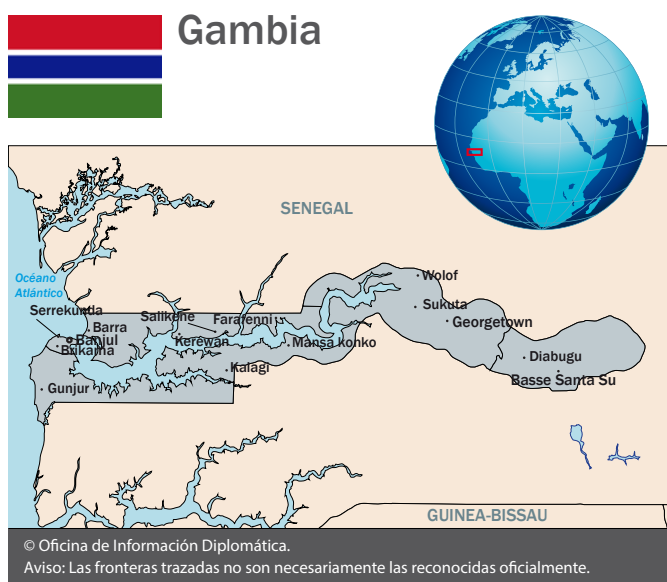 Gambia
SENEGAL
Océano
Atlántico
Wolof
Serrekunda
Salikene
Farafenni
Sukuta
Barra
Georgetown
Banjul
Kerewan
Mansa konko
Brikama
Diabugu
Kalagi
Basse Santa Su
Gunjur
GUINEA-BISSAU
© Oficina de Información Diplomática.
Aviso: Las fronteras trazadas no son necesariamente las reconocidas oficialmente.